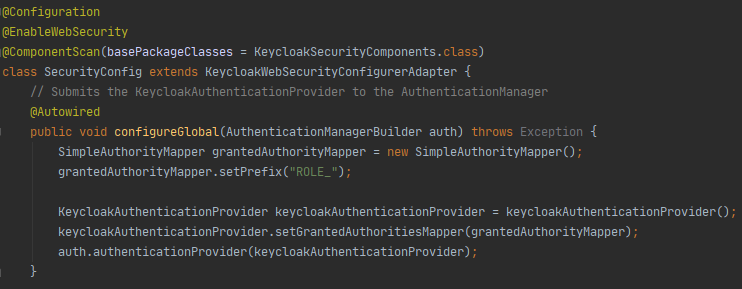 @Configuration
@EnableWebSecurity
@ComponentScan(basePackageClasses = KeycloakSecurityComponents.class)
class SecurityConfig extends KeycloakWebSecurityConfigurerAdapter {
// Submits the KeycloakAuthenticationProvider to the AuthenticationManager
@Autowired
public void configureGlobal(AuthenticationManagerBuilder auth) throws Exception {
SimpleAuthorityMapper grantedAuthorityMapper = new SimpleAuthorityMapper();
grantedAuthorityMapper.setPrefix("ROLE_");
KeycloakAuthenticationProvider keycloakAuthenticationProvider = keycloakAuthenticationProvider();
keycloakAuthenticationProvider.setGrantedAuthoritiesMapper(grantedAuthorityMapper);
auth.authenticationProvider(keycloakAuthenticationProvider);
}